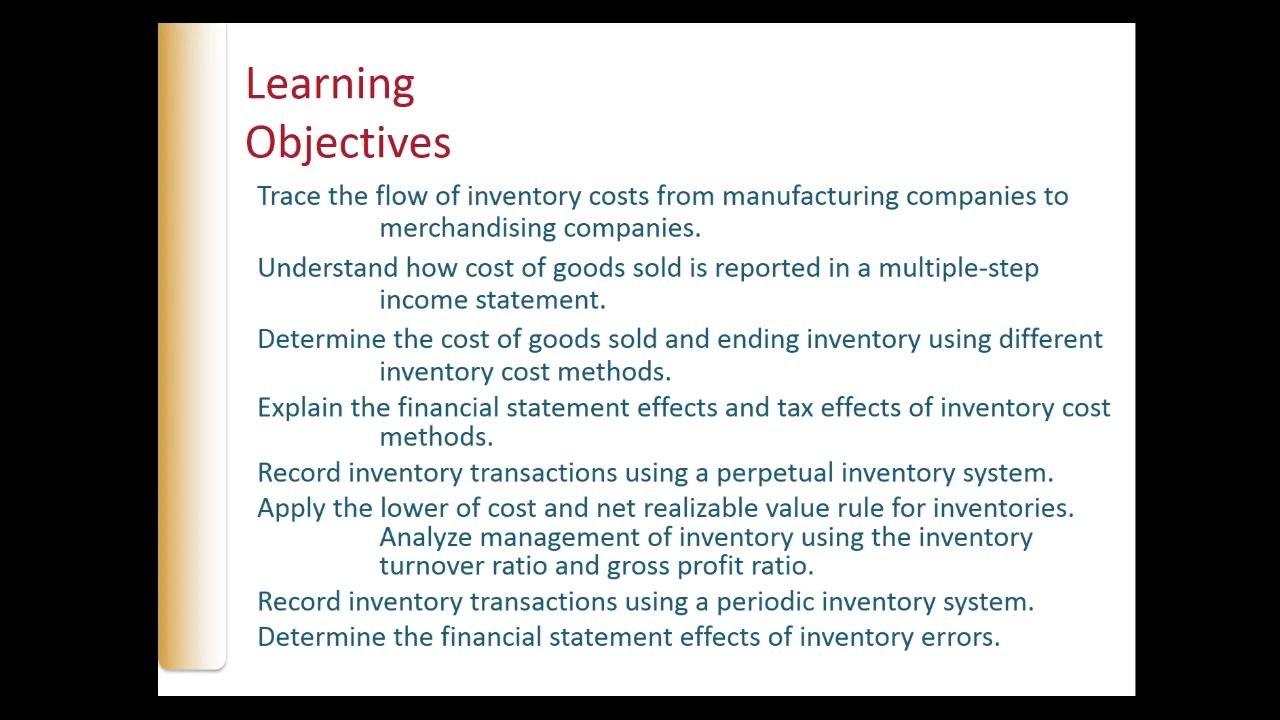 Learning
Objectives
Trace the flow of inventory costs from manufacturing companies to
merchandising companies.
Understand how cost of goods sold is reported in a multiple-step
income statement.
Determine the cost of goods sold and ending inventory using different
inventory cost methods.
Explain the financial statement effects and tax effects of inventory cost
methods.
Record inventory transactions using a perpetual inventory system.
Apply the lower of cost and net realizable value rule for inventories.
Analyze management of inventory using the inventory
turnover ratio and gross profit ratio.
Record inventory transactions using a periodic inventory system.
Determine the financial statement effects of inventory errors.